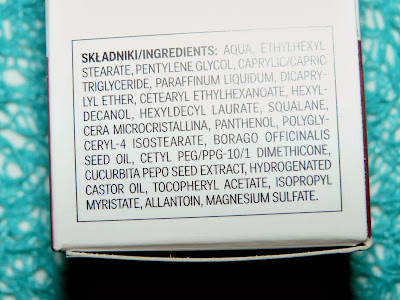 SKŁADNIKI/INGREDIENTS: AQUA, ETHYLHEXYL
STEARATE, PENTYLENE GLYCOL, CAPRYLIC/CAPRIC
TRIGLYCERIDE, PARAFFINUM LIQUIDUM, DICAPRY-
LYL ETHER, CETEARYL ETHYLHEXANOATE, HEXYL-
DECANOL, HEXYLDECYL LAURATE, SQUALANE,
CERA MICROCRISTALLINA, PANTHENOL, POLYGLY-
CERYL-4 ISOSTEARATE, BORAGO OFFICINALIS
SEED OIL, CETYL PEG/PPG-10/1 DIMETHICONE,
CUCURBITA PEPO SEED EXTRACT, HYDROGENATED
CASTOR OIL, TOCOPHERYL ACETATE, ISOPROPYL
MYRISTATE, ALLANTOIN, MAGNESIUM SULFATE.